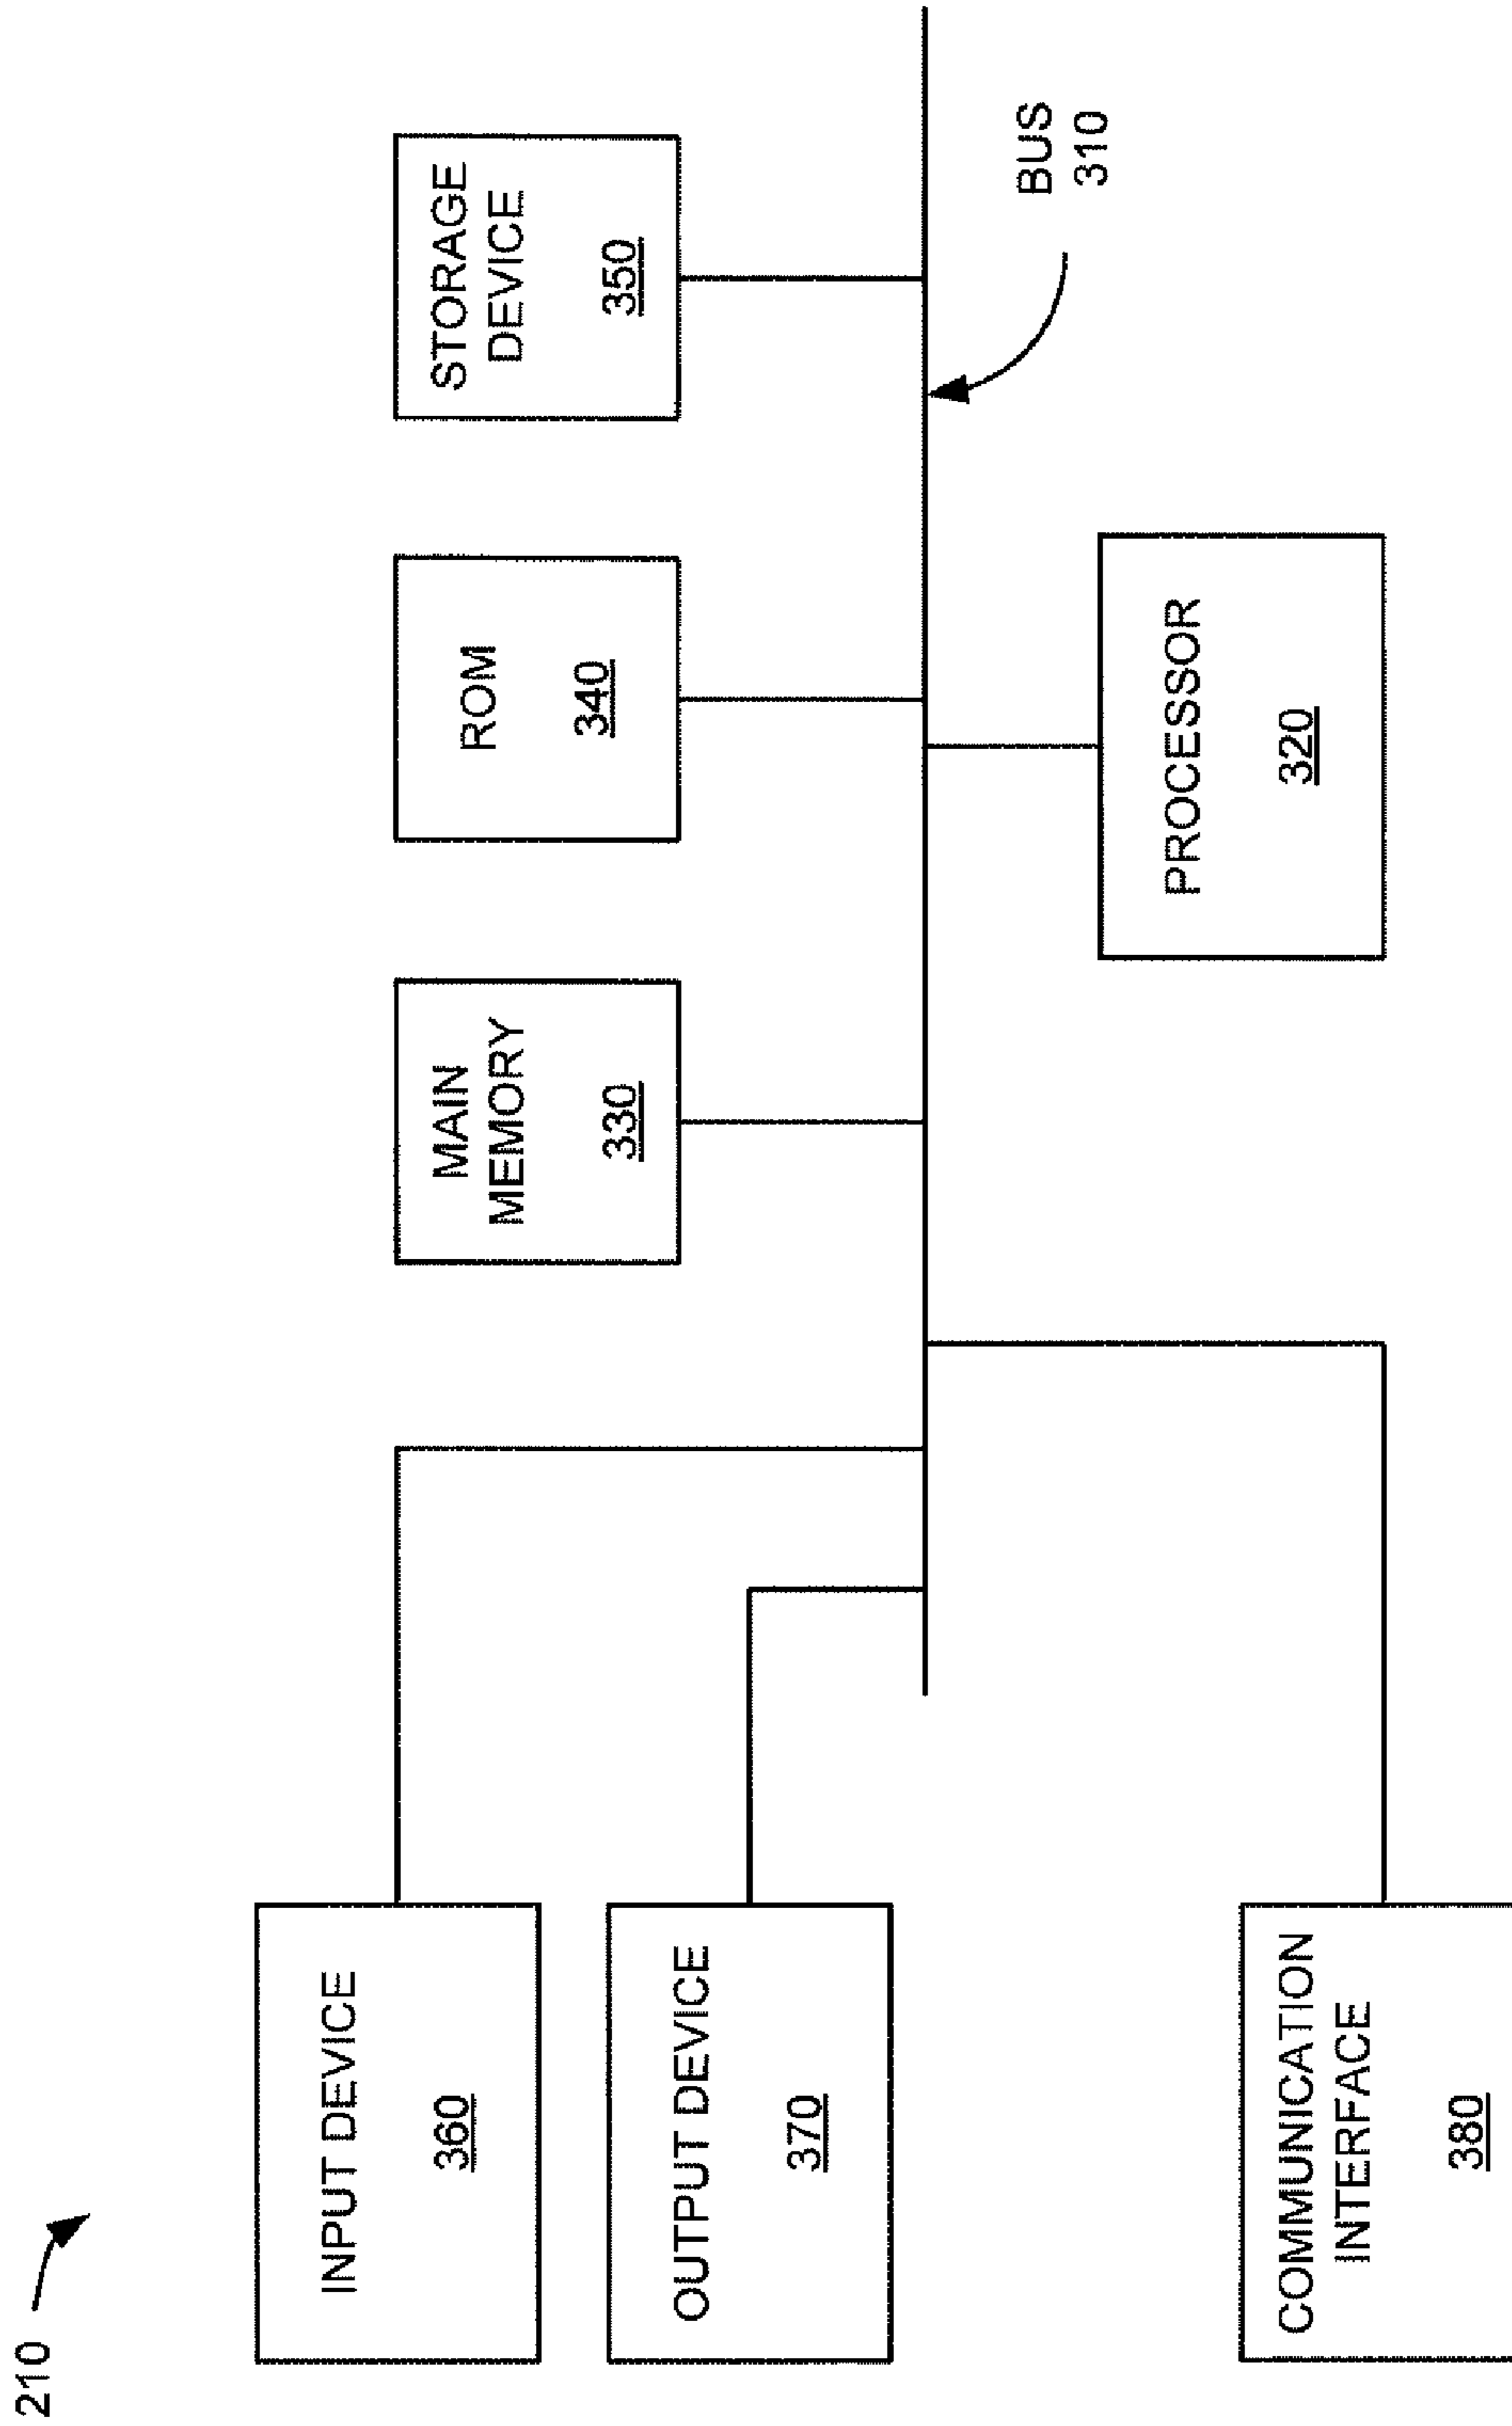 210
INPUT DEVICE
360
OUTPUT DEVICE
370
COMMUNICATION
INTERFACE
380
MAIN
MEMORY
330
ROM
340
STORAGE
DEVICE
350
PROCESSOR
320
BUS
310